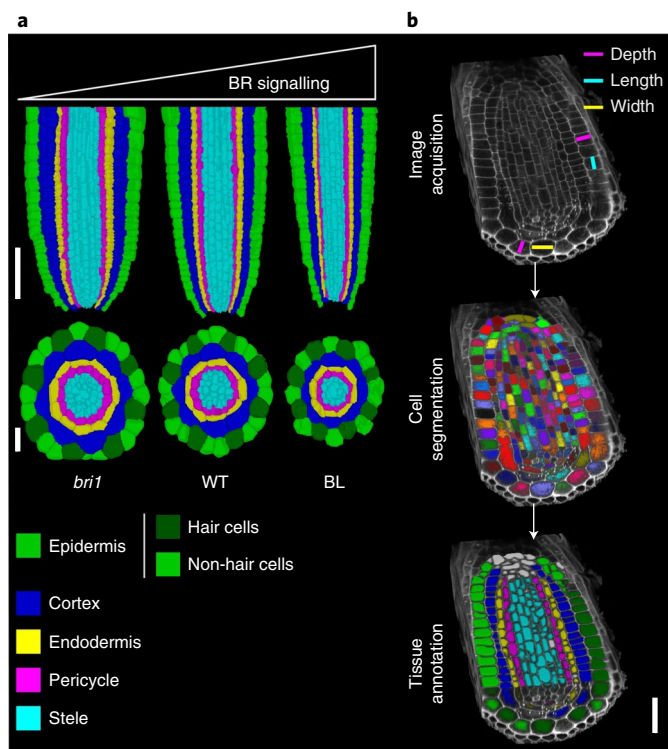 a
BR signalling
bri1
WT
BL
Epidermis
Hair cells
Non-hair cells
Cortex
Endodermis
Pericycle
Stele
b
Depth
Length
Width
Image
acquisition
Cell
segmentation
Tissue
annotation